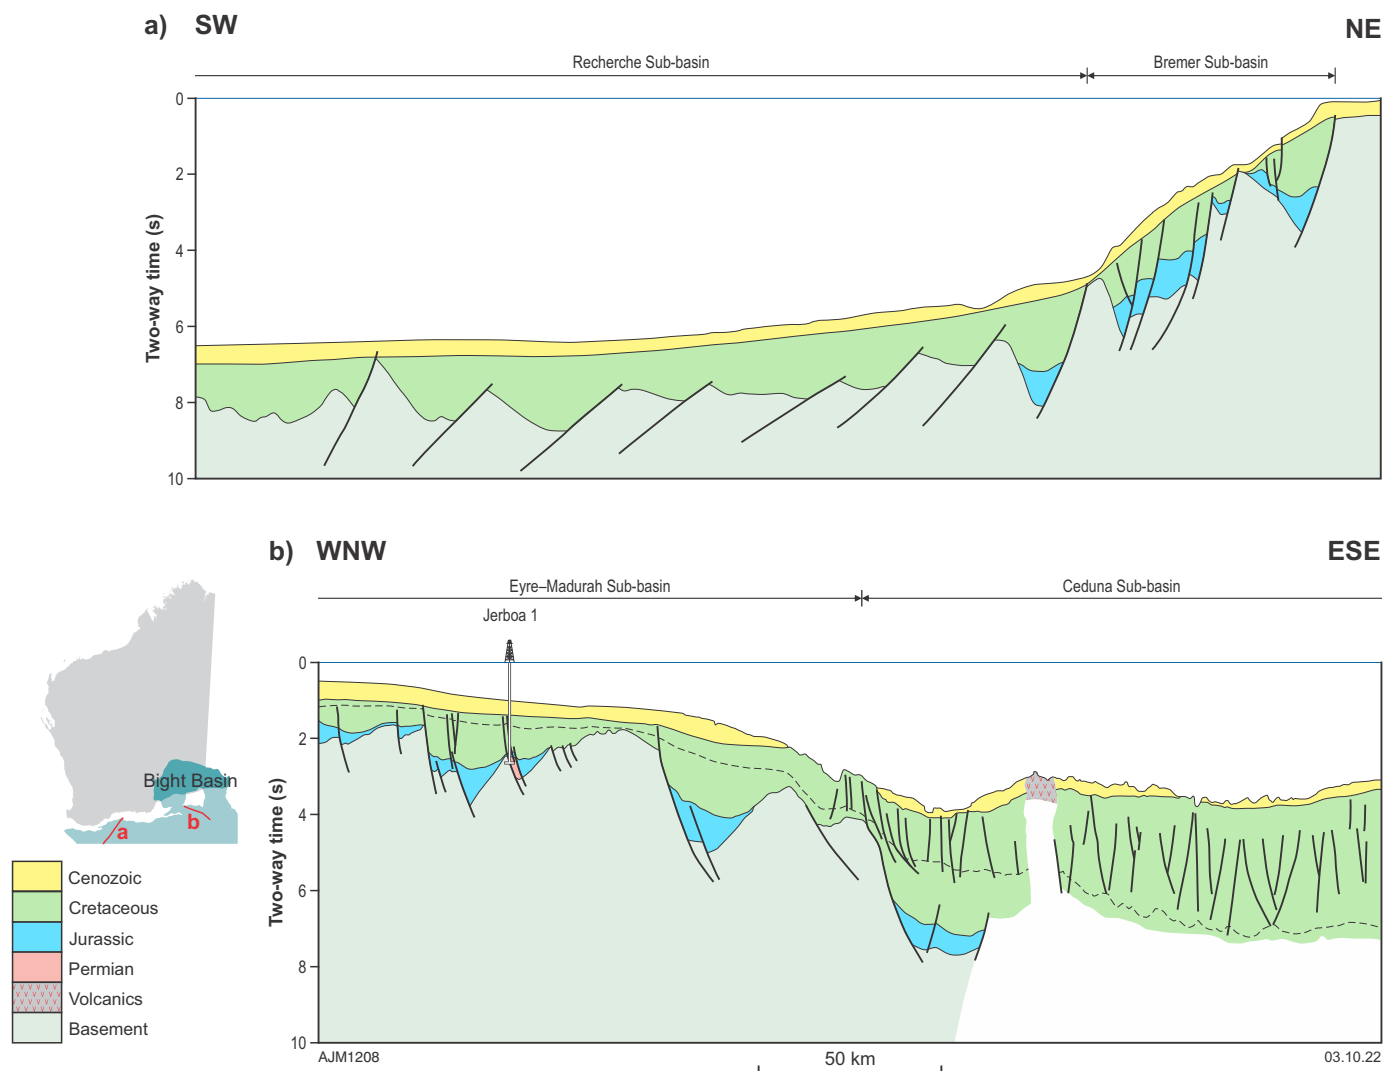 a) SW
NE
Recherche Sub-basin
Bremer Sub-basin
0
2
4
6
8
10
Two-way time (s)
b) WNW
ESE
Eyre–Madurah Sub-basin
Ceduna Sub-basin
Jerboa 1
0
2
4
6
8
10
Two-way time (s)
Bight Basin
a
b
Cenozoic
Cretaceous
Jurassic
Permian
Volcanics
Basement
AJM1208
50 km
03.10.22